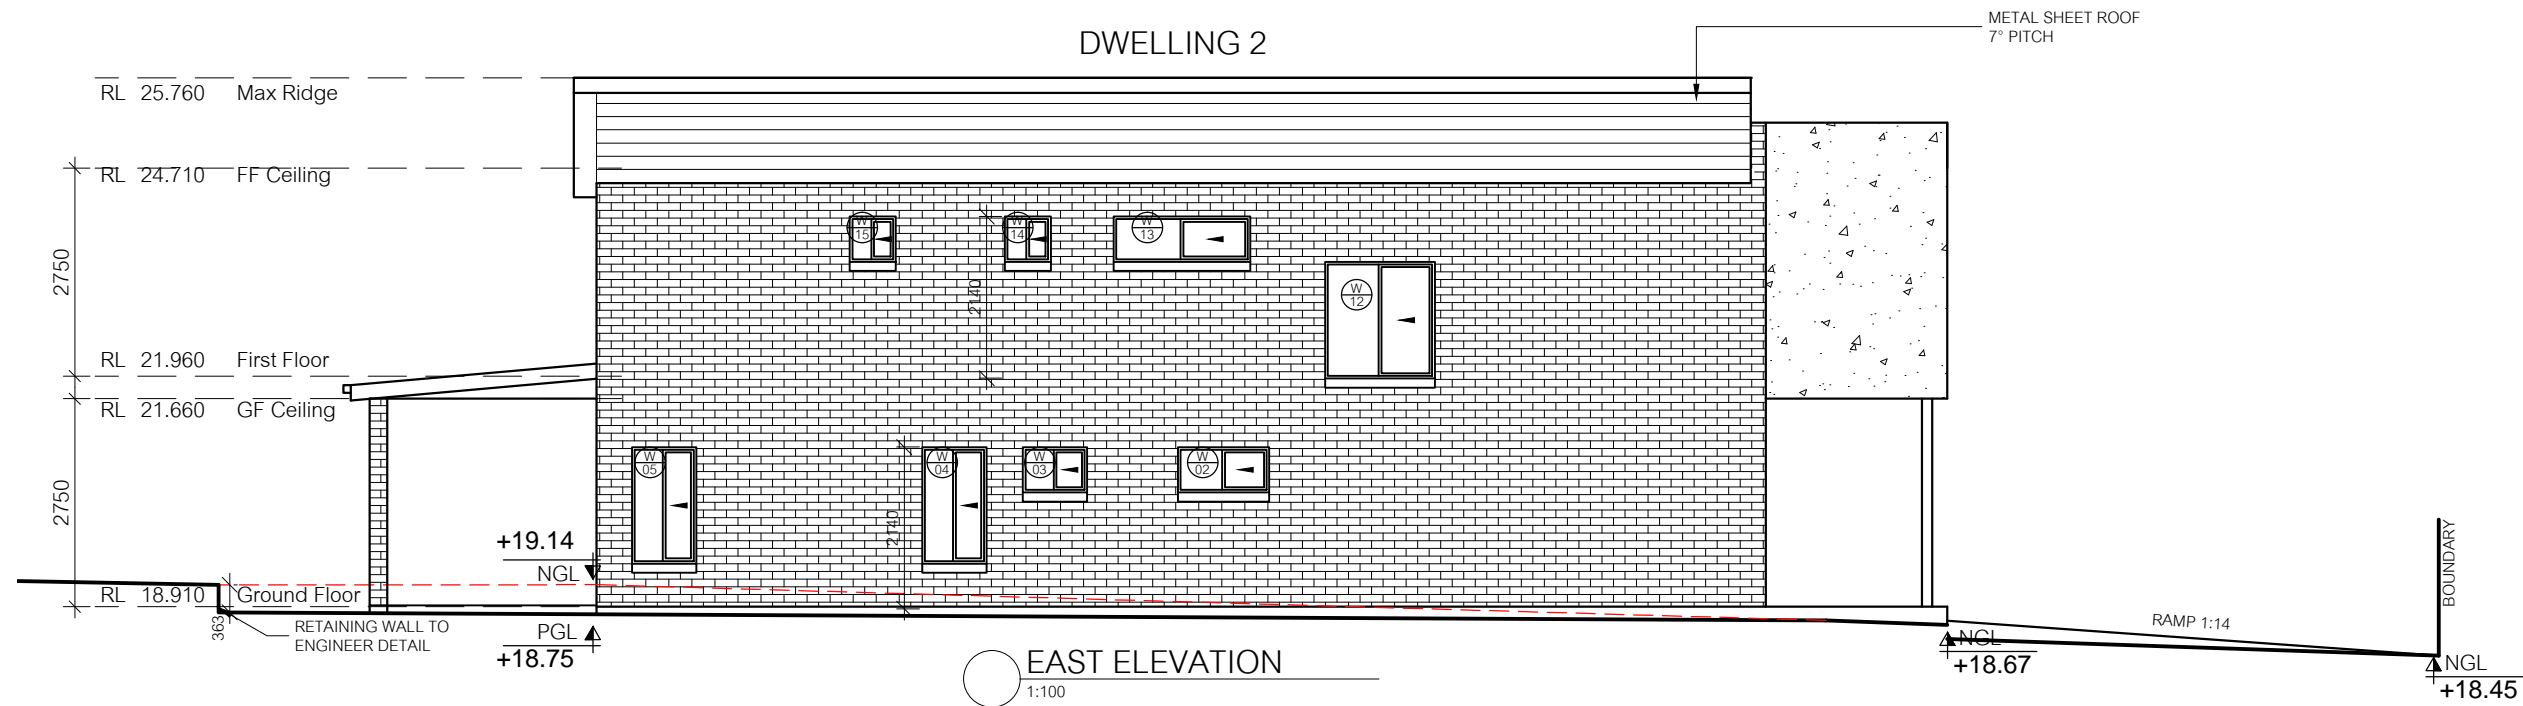 METAL SHEET ROOF
7° PITCH
DWELLING 2
RL 25.760 Max Ridge
RL 24.710 FF Ceiling
2750
W
15
W
14
W
13
2140
W
12
RL 21.960 First Floor
RL 21.660 GF Ceiling
2750
W
05
W
04
W
03
W
02
2140
+19.14
NGL
RL 18.910 Ground Floor
363
RETAINING WALL TO
ENGINEER DETAIL
PGL
+18.75
EAST ELEVATION
1:100
BOUNDARY
RAMP 1:14
NGL
+18.67
NGL
+18.45